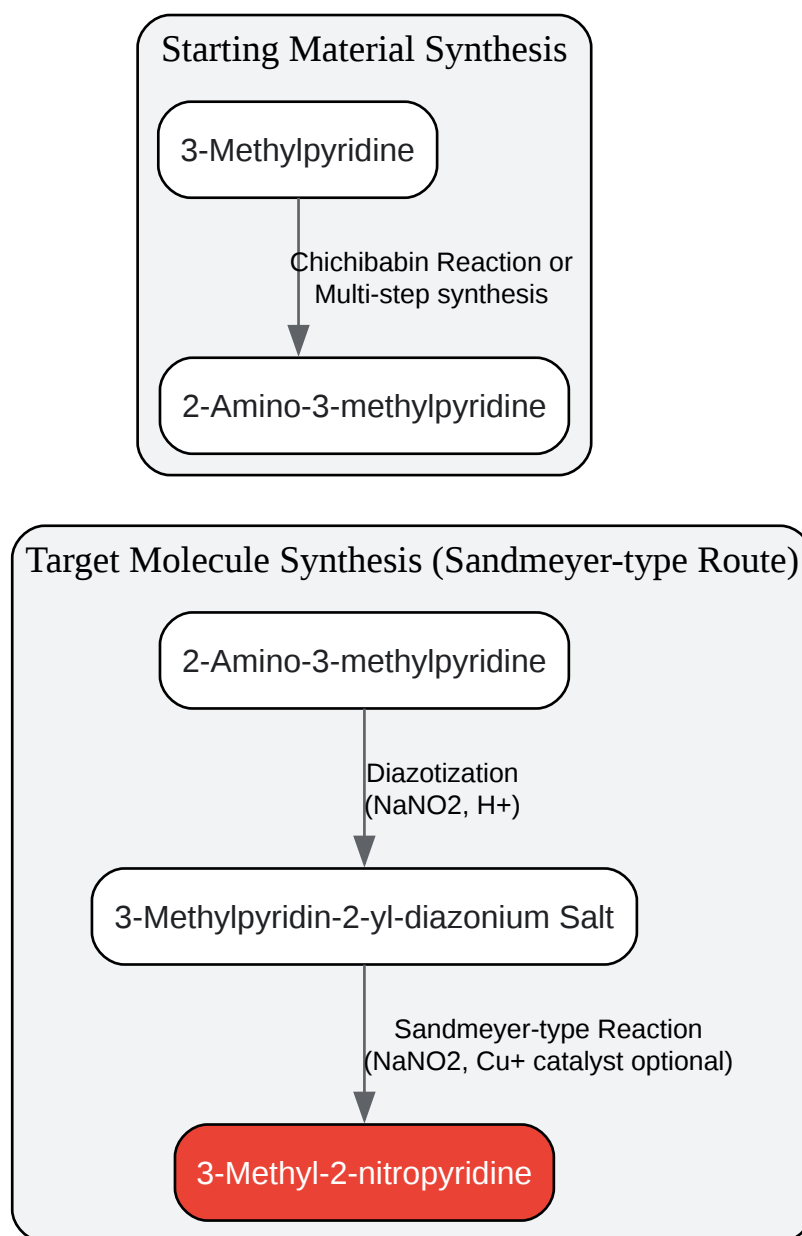 Starting Material Synthesis
3-Methylpyridine
Chichibabin Reaction or
Multi-step synthesis
2-Amino-3-methylpyridine
Target Molecule Synthesis (Sandmeyer-type Route)
2-Amino-3-methylpyridine
Diazotization
(NaNO2, H+)
3-Methylpyridin-2-yl-diazonium Salt
Sandmeyer-type Reaction
(NaNO2, Cu+ catalyst optional)
3-Methyl-2-nitropyridine